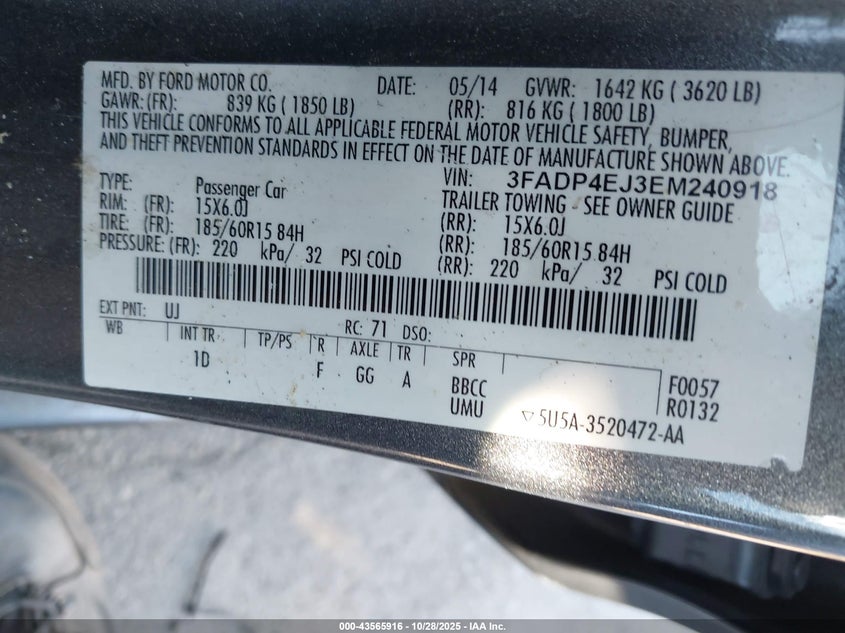 MFD. BY FORD MOTOR CO. DATE: 05/14 GVWR: 1642 KG ( 3620 LB)
GAWR: (FR): 839 KG ( 1850 LB) (RR): 816 KG ( 1800 LB)
THIS VEHICLE CONFORMS TO ALL APPLICABLE FEDERAL MOTOR VEHICLE SAFETY, BUMPER,
AND THEFT PREVENTION STANDARDS IN EFFECT ON THE DATE OF MANUFACTURE SHOWN ABOVE.
VIN: 3FADP4EJ3EM240918
TYPE: Passenger Car TRAILER TOWING - SEE OWNER GUIDE
RIM: (FR): 15X6.0J (RR): 15X6.0J
TIRE: (FR): 185/60R15 84H (RR): 185/60R15 84H
PRESSURE: (FR): 220 kPa/ 32 PSI COLD (RR): 220 kPa/ 32 PSI COLD
EXT PNT: UJ RC: 71 DSO:
WB INT TR TP/PS R AXLE TR SPR
1D F GG A BBCC F0057
UMU R0132
5U5A-3520472-AA
000-43565916 - 10/28/2025 - IAA Inc.